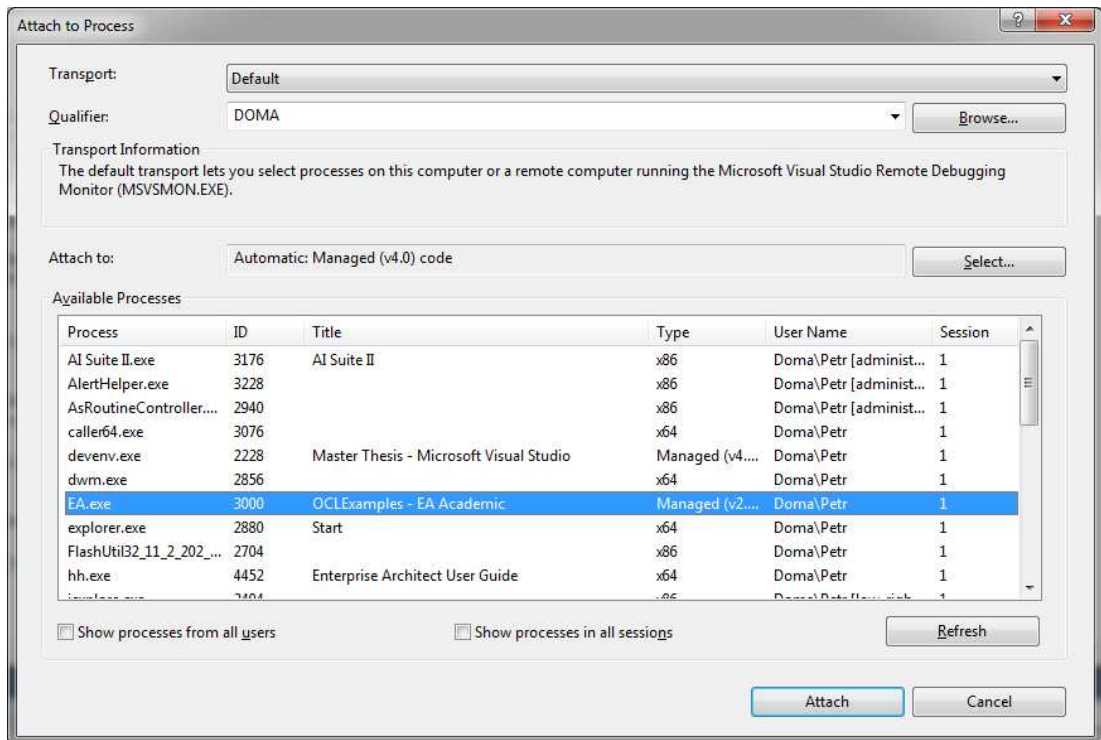 Attach to Process
Transport: Default
Qualifier: DOMA Browse...
Transport Information
The default transport lets you select processes on this computer or a remote computer running the Microsoft Visual Studio Remote Debugging
Monitor (MSVSMON.EXE).
Attach to: Automatic: Managed (v4.0) code Select...
Available Processes
Process ID Title Type User Name Session
AI Suite II.exe 3176 AI Suite II x86 Doma\Petr [administ... 1
AlertHelper.exe 3228 x86 Doma\Petr [administ... 1
AsRoutineController.... 2940 x86 Doma\Petr [administ... 1
caller64.exe 3076 x64 Doma\Petr 1
devenv.exe 2228 Master Thesis - Microsoft Visual Studio Managed (v4.... Doma\Petr 1
dwm.exe 2856 x64 Doma\Petr 1
EA.exe 3000 OCLExamples - EA Academic Managed (v2.... Doma\Petr 1
explorer.exe 2880 Start x64 Doma\Petr 1
FlashUtil32_11_2_202_... 2704 x86 Doma\Petr 1
hh.exe 4452 Enterprise Architect User Guide x64 Doma\Petr 1
Show processes from all users Show processes in all sessions Refresh
Attach Cancel